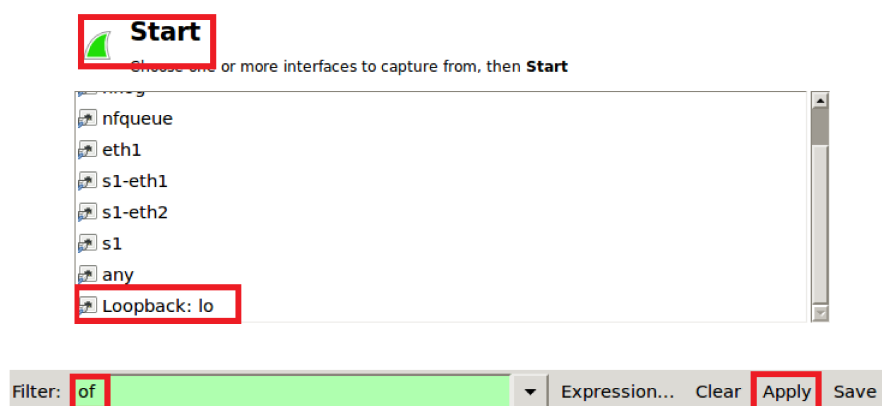 Start
Choose one or more interfaces to capture from, then Start
nfqueue
eth1
s1-eth1
s1-eth2
s1
any
Loopback: lo
Filter: of Expression... Clear Apply Save